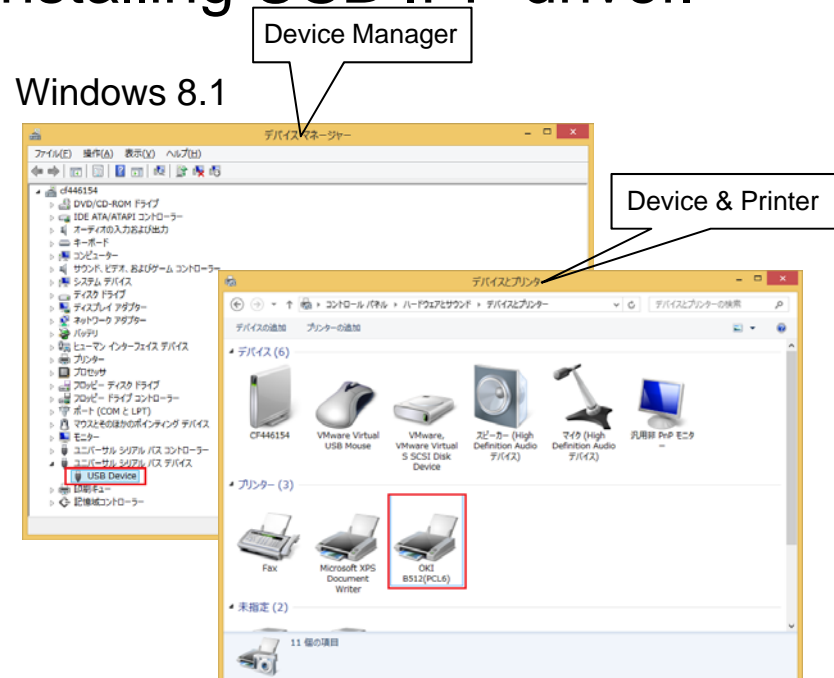 nstalling USB .IPP driver.
Device Manager
Windows 8.1
デバイス マネージャー
ファイル(F) 操作(A) 表示(V) ヘルプ(H)
cf446154
DVD/CD-ROM ドライブ
IDE ATA/ATAPI コントローラー
オーディオの入力および出力
キーボード
コンピューター
サウンド、ビデオ、およびゲーム コントローラー
システム デバイス
ディスク ドライブ
ディスプレイ アダプター
ネットワーク アダプター
バッテリ
ヒューマン インターフェイス デバイス
プリンター
プロセッサ
フロッピー ディスク ドライブ
フロッピー ドライブ コントローラー
ポート (COM と LPT)
マウスとそのほかのポインティング デバイス
モニター
ユニバーサル シリアル バス コントローラー
ユニバーサル シリアル バス デバイス
USB Device
印刷キュー
記憶域コントローラー
Device & Printer
デバイスとプリンター
コントロール パネル ハードウェアとサウンド デバイスとプリンター
デバイスとプリンターの検索
デバイスの追加 プリンターの追加
デバイス (6)
CF446154
VMware Virtual
USB Mouse
VMware,
VMware Virtual
S SCSI Disk
Device
スピーカー (High
Definition Audio
デバイス)
マイク (High
Definition Audio
デバイス)
汎用非 PnP モニタ
ー
プリンター (3)
Fax
Microsoft XPS
Document
Writer
OKI
B512(PCL6)
未指定 (2)
11 個の項目